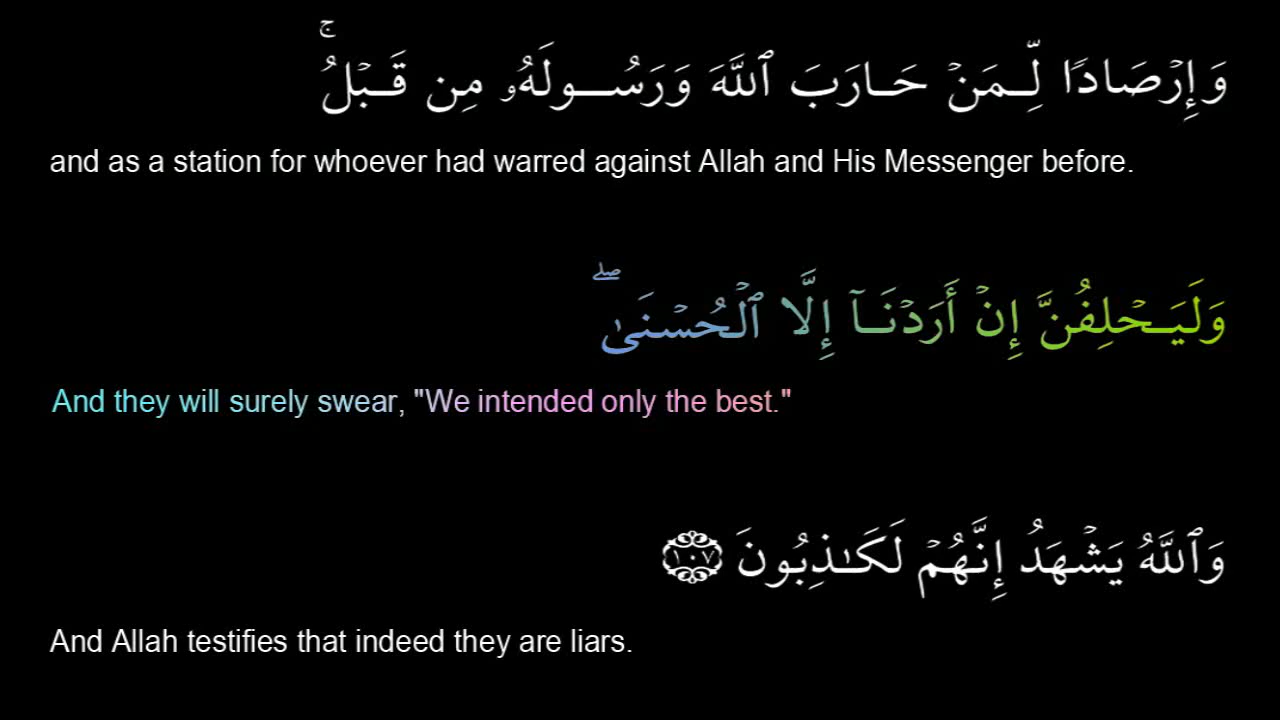 وَإِرْصَادًا لِّمَنْ حَارَبَ ٱللَّهَ وَرَسُولَهُۥ مِن قَبْلُ ۚ
and as a station for whoever had warred against Allah and His Messenger before.
وَلَيَحْلِفُنَّ إِنْ أَرَدْنَآ إِلَّا ٱلْحُسْنَىٰ ۖ
And they will surely swear, "We intended only the best."
وَٱللَّهُ يَشْهَدُ إِنَّهُمْ لَكَـٰذِبُونَ ١٠٧
And Allah testifies that indeed they are liars.